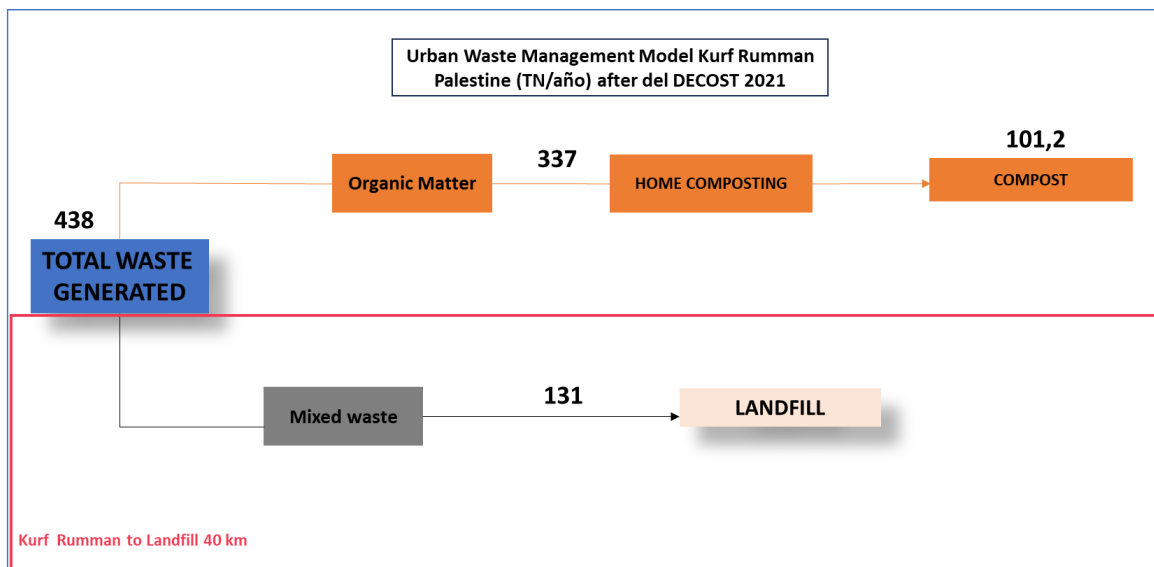 Urban Waste Management Model Kurf Rumman
Palestine (TN/año) after del DECOST 2021
101,2
337
Organic Matter
HOME COMPOSTING
COMPOST
438
TOTAL WASTE
GENERATED
131
Mixed waste
LANDFILL
Kurf Rumman to Landfill 40 km